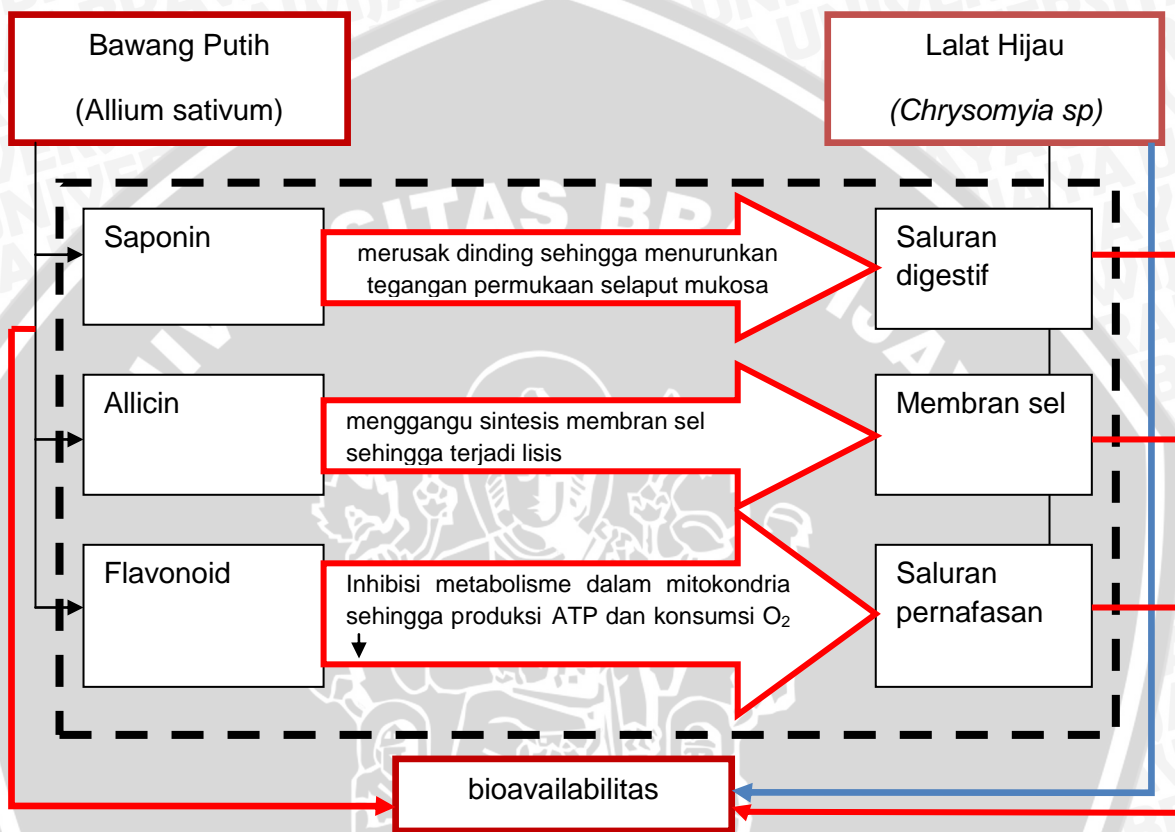 Bawang Putih
(Allium sativum)
Lalat Hijau
(Chrysomyia sp)
Saponin
merusak dinding sehingga menurunkan
tegangan permukaan selaput mukosa
Saluran
digestif
Allicin
menggangu sintesis membran sel
sehingga terjadi lisis
Membran sel
Flavonoid
Inhibisi metabolisme dalam mitokondria
sehingga produksi ATP dan konsumsi O₂
↓
Saluran
pernafasan
bioavailabilitas